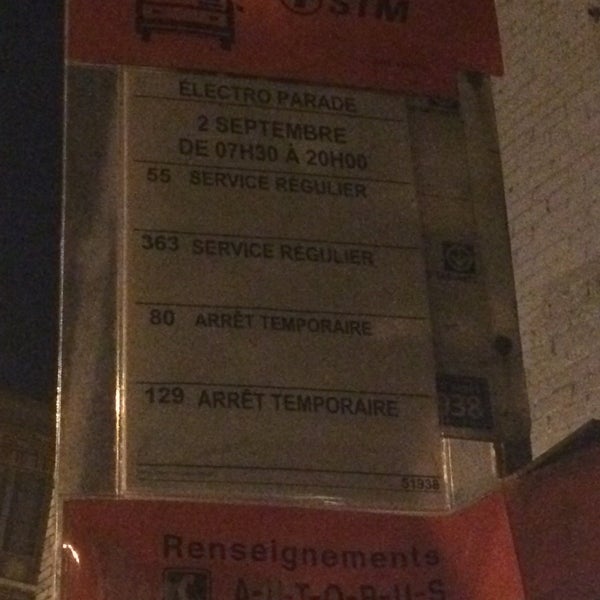 STM
ÉLECTRO PARADE
2 SEPTEMBRE
DE 07H30 À 20H00
55 SERVICE RÉGULIER
363 SERVICE RÉGULIER
80 ARRÊT TEMPORAIRE
129 ARRÊT TEMPORAIRE
51938
Renseignements
A-U-T-O-B-U-S